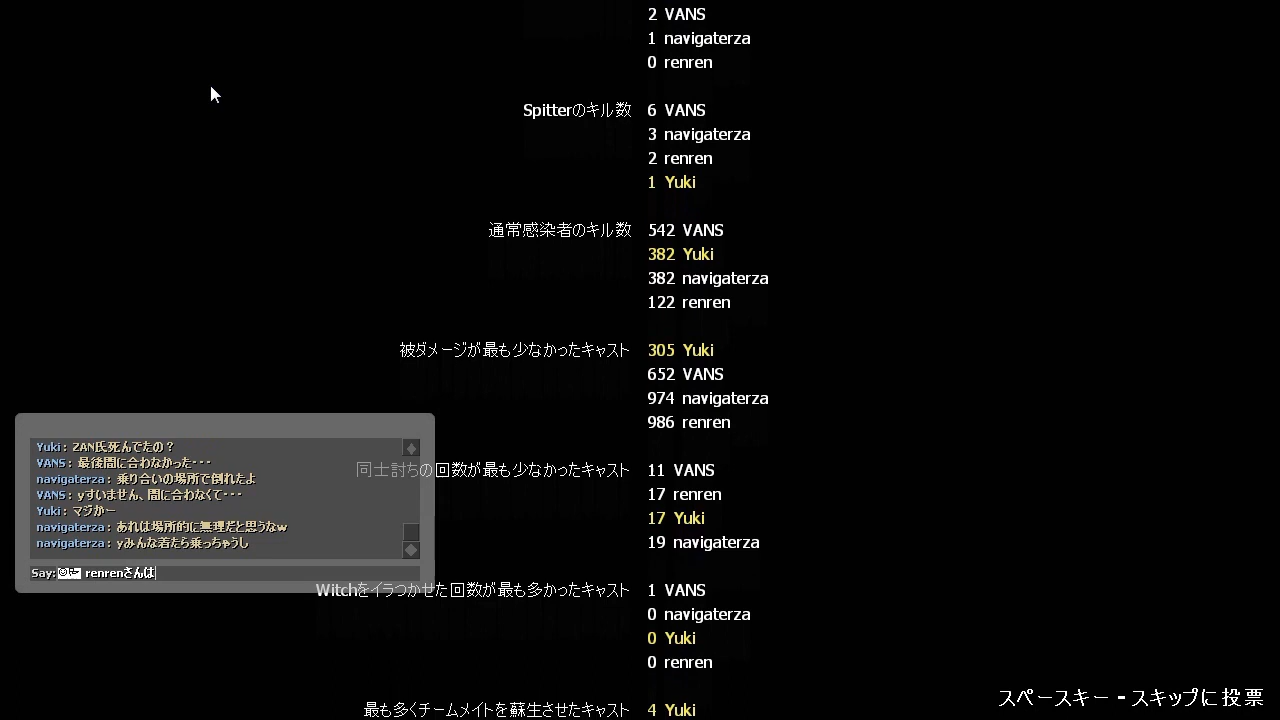 2 VANS
1 navigaterza
0 renren
Spitterのキル数 6 VANS
3 navigaterza
2 renren
1 Yuki
通常感染者のキル数 542 VANS
382 Yuki
382 navigaterza
122 renren
被ダメージが最も少なかったキャスト 305 Yuki
652 VANS
974 navigaterza
986 renren
同士討ちの回数が最も少なかったキャスト 11 VANS
17 renren
17 Yuki
19 navigaterza
Witchをイラつかせた回数が最も多かったキャスト 1 VANS
0 navigaterza
0 Yuki
0 renren
最も多くチームメイトを蘇生させたキャスト 4 Yuki
Yuki : ZAN氏死んでたの？
VANS : 最後間に合わなかった･･･
navigaterza : 乗り合いの場所で倒れたよ
VANS : yすいません、間に合わなくて･･･
Yuki : マジかー
navigaterza : あれは場所的に無理だと思うなw
navigaterza : yみんな着たら乗っちゃうし
Say: renrenさんは
スペースキー - スキップに投票